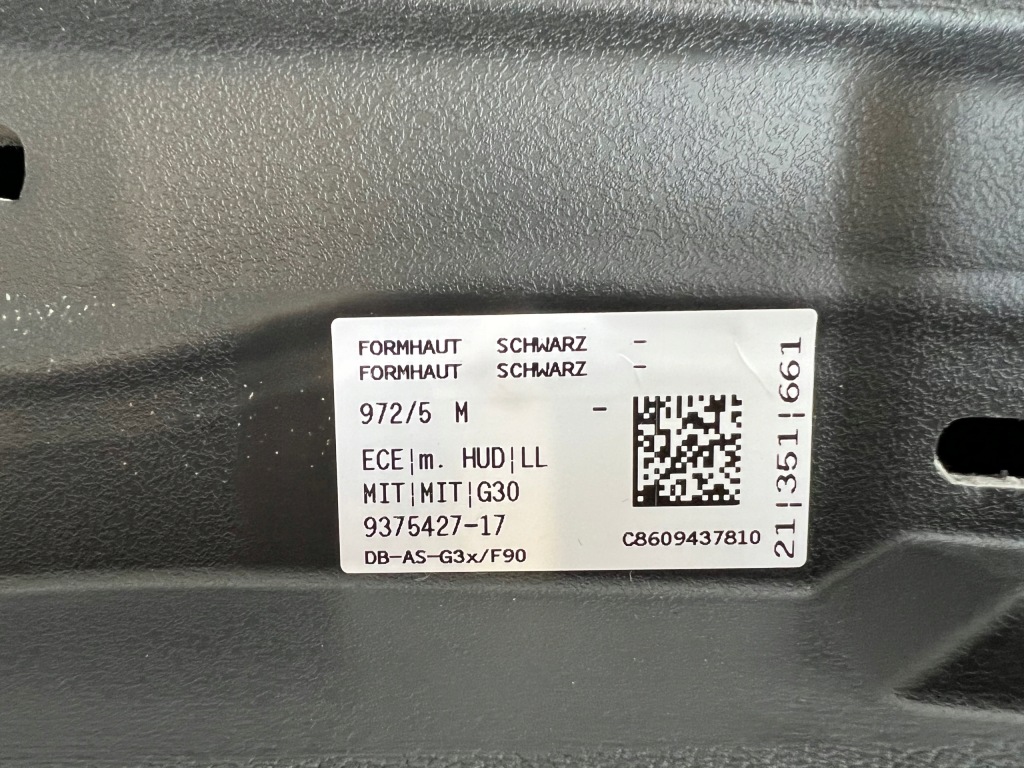 FORMHAUT SCHWARZ -
FORMHAUT SCHWARZ -
972/5 M -
ECE|m. HUD|LL
MIT|MIT|G30
9375427-17
DB-AS-G3x/F90
C8609437810
21|351|661